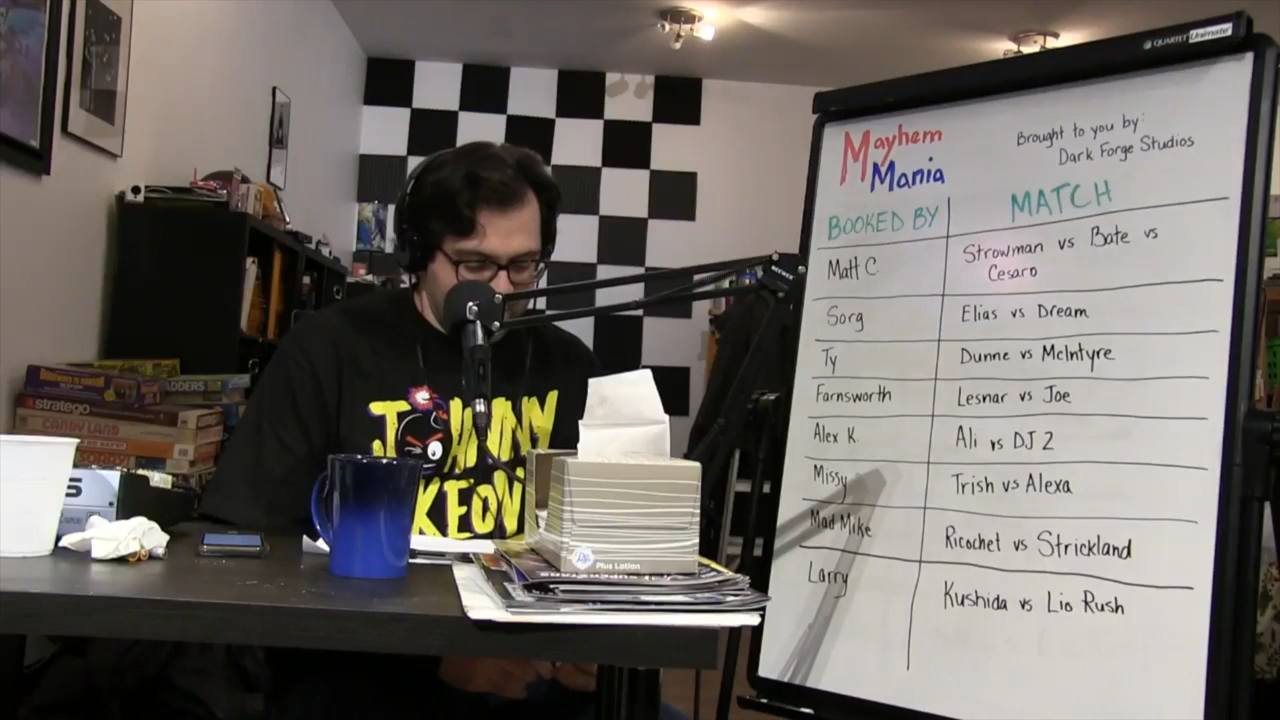 QUARTET Unimate
Mayhem
Mania
Brought to you by:
Dark Forge Studios
BOOKED BY
MATCH
Matt C
Strowman vs Bate vs
Cesaro
Sorg
Elias vs Dream
Ty
Dunne vs McIntyre
Farnsworth
Lesnar vs Joe
Alex K.
Ali vs DJ Z
Missy
Trish vs Alexa
Mad Mike
Ricochet vs Strickland
Larry
Kushida vs Lio Rush
JOHNNY
stratego
CANDY LAND
ADDERS
Plus Lotion